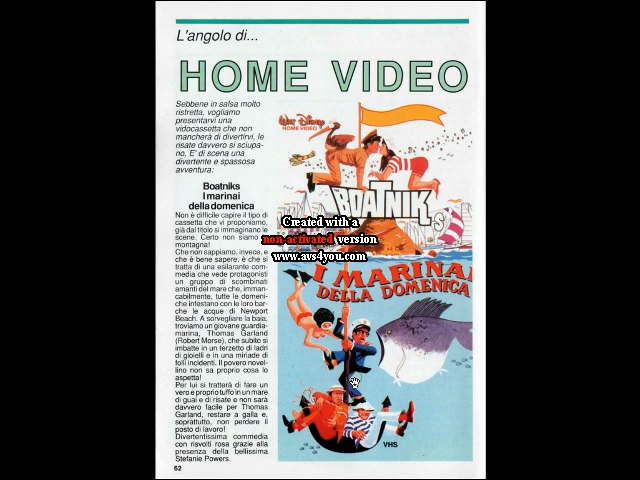 L'angolo di...
HOME VIDEO
Sebbene in salsa molto
ristretta, vogliamo
presentarvi una
vidocassetta che non
mancherà di divertirvi, le
risate davvero si sciupa-
no. E' di scena una
divertente e spassosa
avventura:
Boatniks
I marinai
della domenica
Non è difficile capire il tipo di
cassetta che vi proponiamo,
già dal titolo si immaginano le
scene. Certo non siamo in
montagna!
Che non sappiamo, invece, e
che è bene sapere, è che si
tratta di una esilarante com-
media che vede protagonisti
un gruppo di scombinati
amanti del mare che, imman-
cabilmente, tutte le domeni-
che infestano con le loro bar-
che le acque di Newport
Beach. A sorvegliare la baia,
troviamo un giovane guardia-
marina, Thomas Garland
(Robert Morse), che subito si
imbatte in un terzetto di ladri
di gioielli e in una miriade di
folli incidenti. Il povero novel-
lino non sa proprio cosa lo
aspetta!
Per lui si tratterà di fare un
vero e proprio tuffo in un mare
di guai e di risate e non sarà
davvero facile per Thomas
Garland, restare a galla e,
soprattutto, non perdere il
posto di lavoro!
Divertentissima commedia
con risvolti rosa grazie alla
presenza della bellissima
Stefanie Powers.
62
Walt Disney
HOME VIDEO
BOATNIK
I MARINAI
DELLA DOMENICA
VHS
Created with a
non-activated version
www.avs4you.com